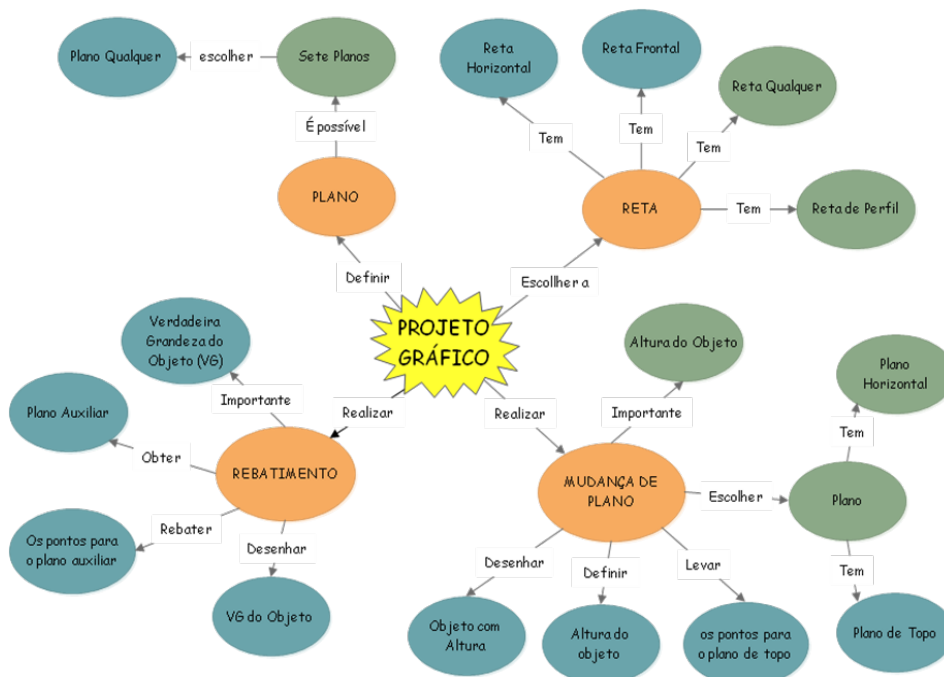 Plano Qualquer
escolher
Sete Planos
É possível
PLANO
Definir
Reta
Horizontal
Reta Frontal
Reta Qualquer
Tem
Tem
Tem
RETA
Tem
Reta de Perfil
Escollher a
PROJETO
GRÁFICO
Verdadeira
Grandeza do
Objeto (VG)
Importante
Realizar
Plano Auxiliar
Obter
REBATIMENTO
Rebater
Os pontos para
o plano auxiliar
Desenhar
VG do Objeto
Realizar
Altura do Objeto
Importante
MUDANÇA DE
PLANO
Escolher
Plano
Tem
Plano
Horizontal
Tem
Plano de Topo
Desenhar
Objeto com
Altura
Definir
Altura do
objeto
Levar
os pontos para
o plano de topo